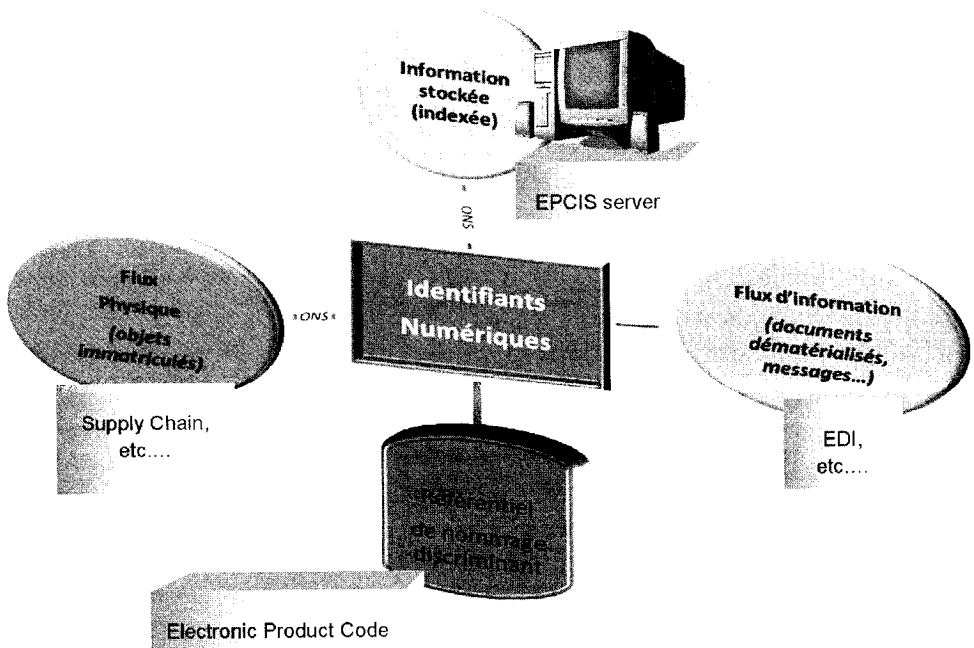 Information
stockée
(indexée)
EPCIS server
ONS
Flux
Physique
(objets
immatriculés)
ONS
Identifiants
Numériques
Flux d'information
(documents
dématérialisés,
messages...)
Supply Chain,
etc....
EDI,
etc....
Référentiel
de nommage
discriminant
Electronic Product Code